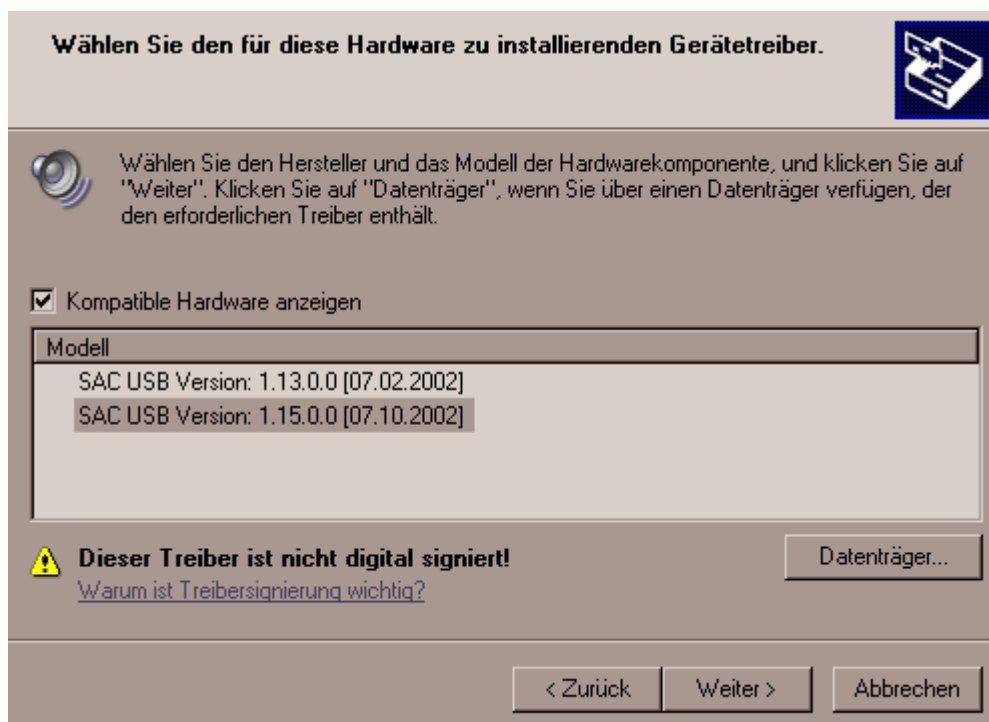 Wählen Sie den für diese Hardware zu installierenden Gerätetreiber.
Wählen Sie den Hersteller und das Modell der Hardwarekomponente, und klicken Sie auf
"Weiter". Klicken Sie auf "Datenträger", wenn Sie über einen Datenträger verfügen, der
den erforderlichen Treiber enthält.
Kompatible Hardware anzeigen
Modell
SAC USB Version: 1.13.0.0 [07.02.2002]
SAC USB Version: 1.15.0.0 [07.10.2002]
Dieser Treiber ist nicht digital signiert!
Datenträger...
Warum ist Treibersignierung wichtig?
< Zurück
Weiter >
Abbrechen